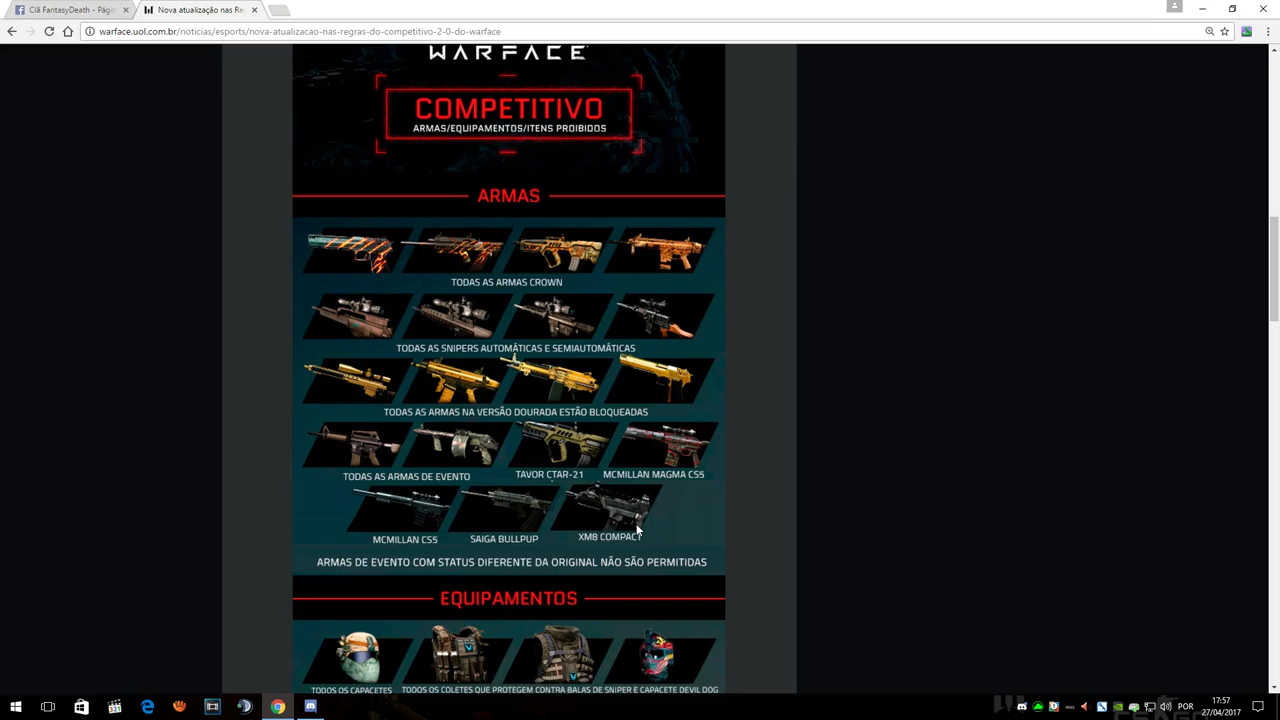 Clã FantasyDeath - Págin
Nova atualização nas Reg
warface.uol.com.br/noticias/esports/nova-atualizacao-nas-regras-do-competitivo-2-0-do-warface
WARFACE
COMPETITIVO
ARMAS/EQUIPAMENTOS/ITENS PROIBIDOS
ARMAS
TODAS AS ARMAS CROWN
TODAS AS SNIPERS AUTOMÁTICAS E SEMIAUTOMÁTICAS
TODAS AS ARMAS NA VERSÃO DOURADA ESTÃO BLOQUEADAS
TODAS AS ARMAS DE EVENTO
TAVOR CTAR-21
MCMILLAN MAGMA CS5
MCMILLAN CS5
SAIGA BULLPUP
XM8 COMPACT
ARMAS DE EVENTO COM STATUS DIFERENTE DA ORIGINAL NÃO SÃO PERMITIDAS
EQUIPAMENTOS
TODOS OS CAPACETES
TODOS OS COLETES QUE PROTEGEM CONTRA BALAS DE SNIPER E CAPACETE DEVIL DOG
POR
17:57
27/04/2017